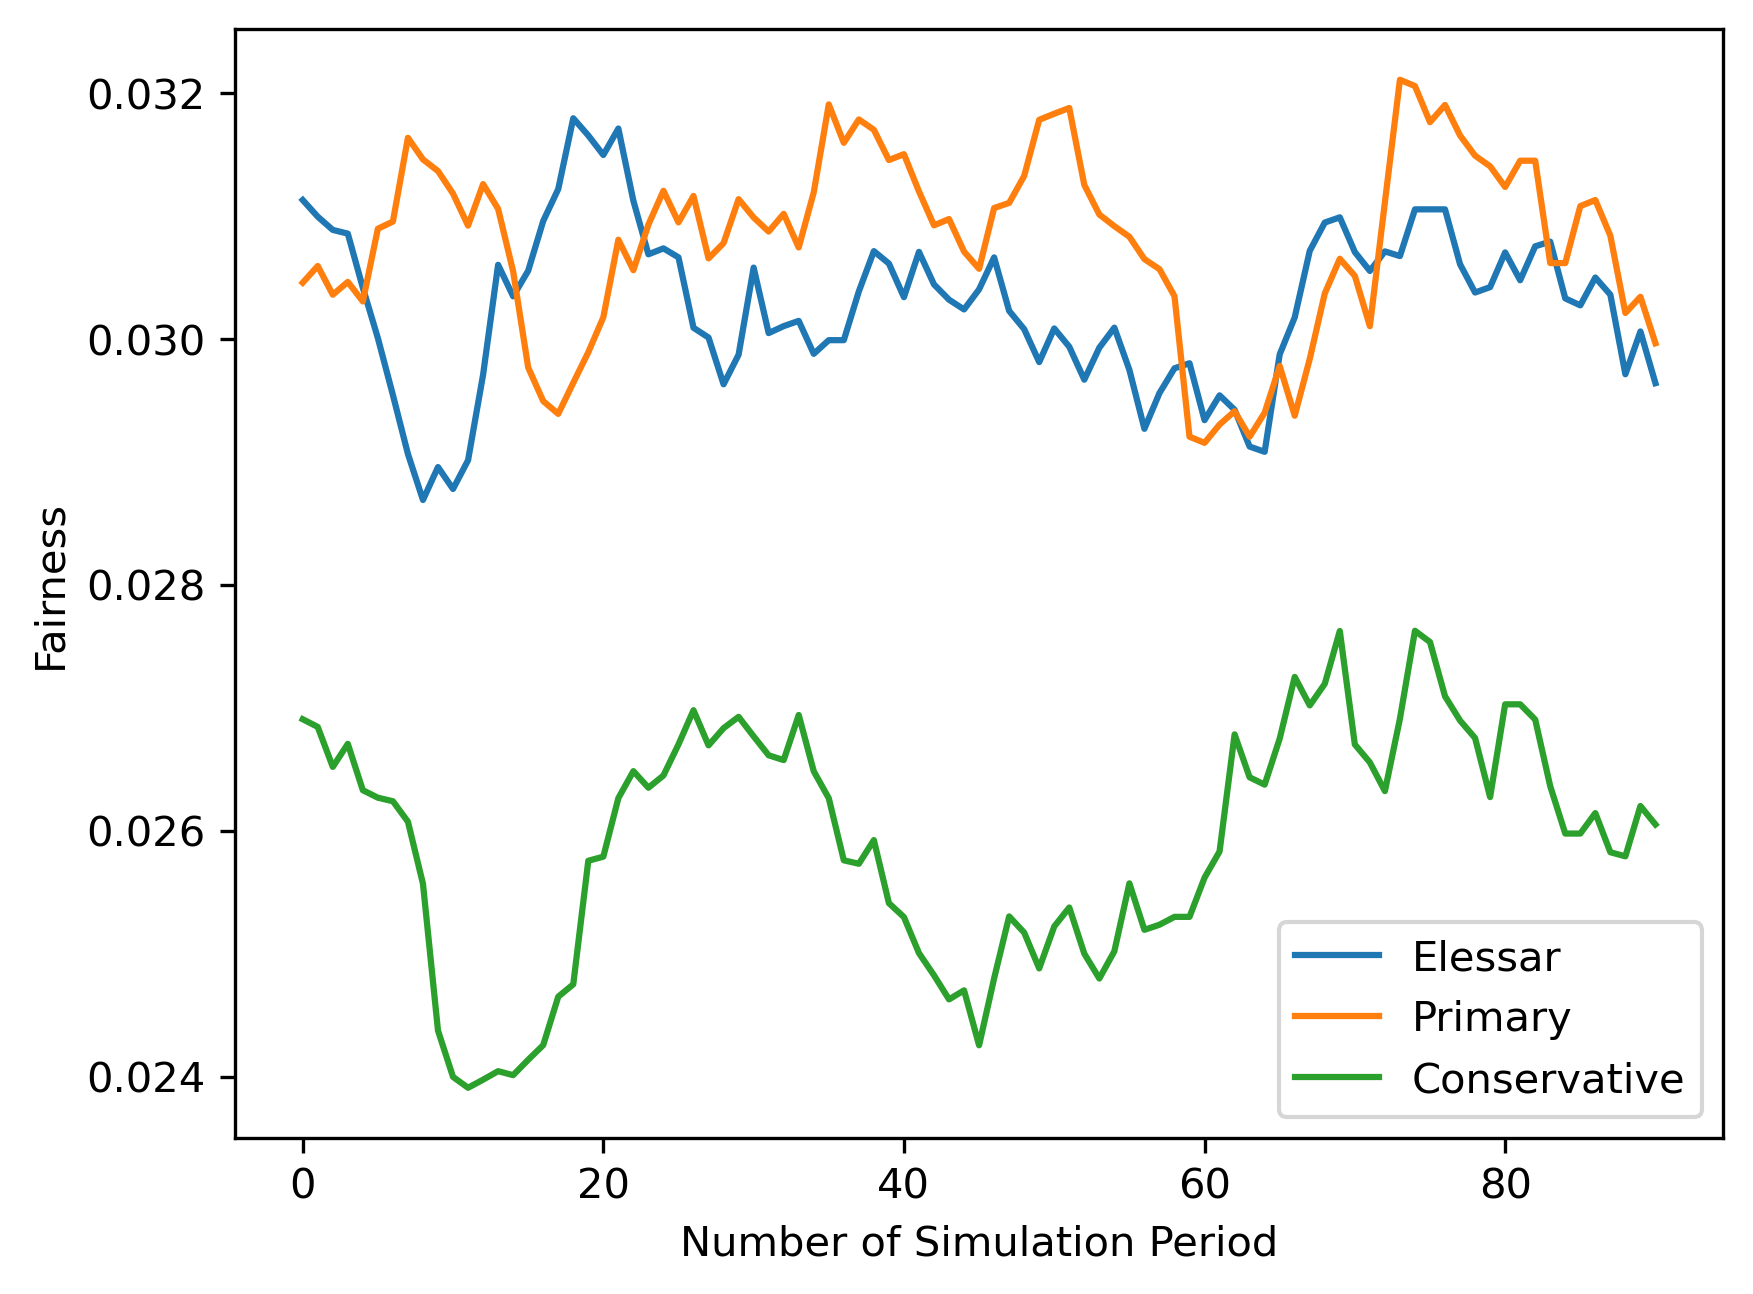 0.032
0.030
0.028
0.026
0.024
Fairness
0
20
40
60
80
Number of Simulation Period
Elessar
Primary
Conservative